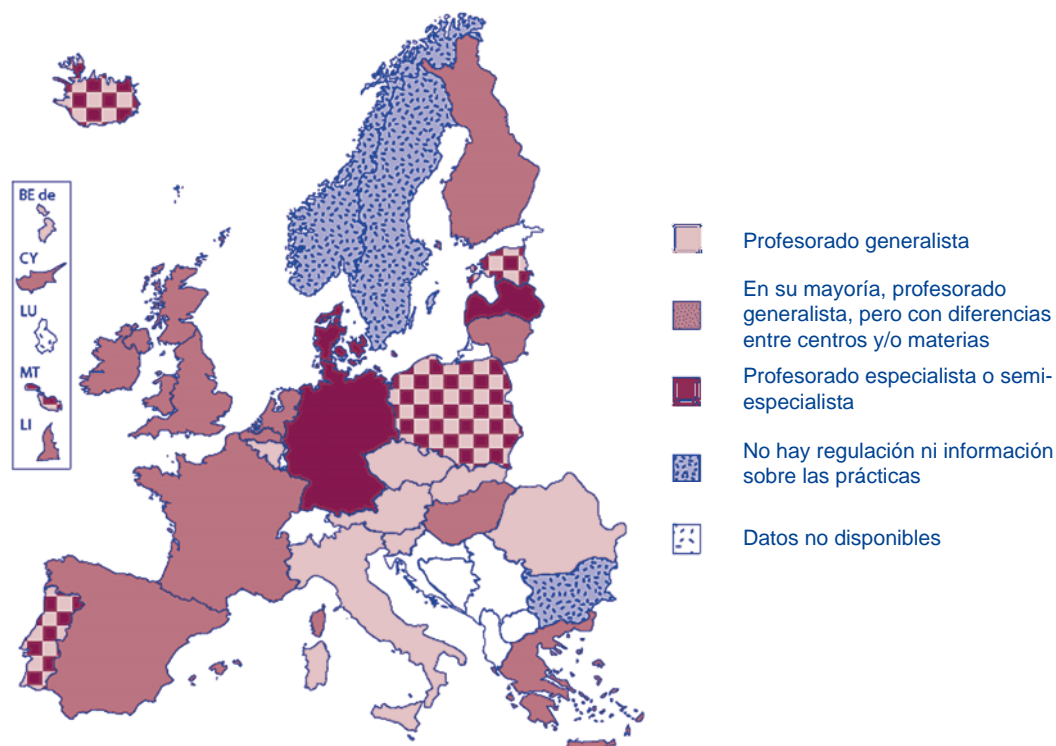 BE de
CY
LU
MT
LI
Profesorado generalista
En su mayoría, profesorado
generalista, pero con diferencias
entre centros y/o materias
Profesorado especialista o semi-
especialista
No hay regulación ni información
sobre las prácticas
Datos no disponibles